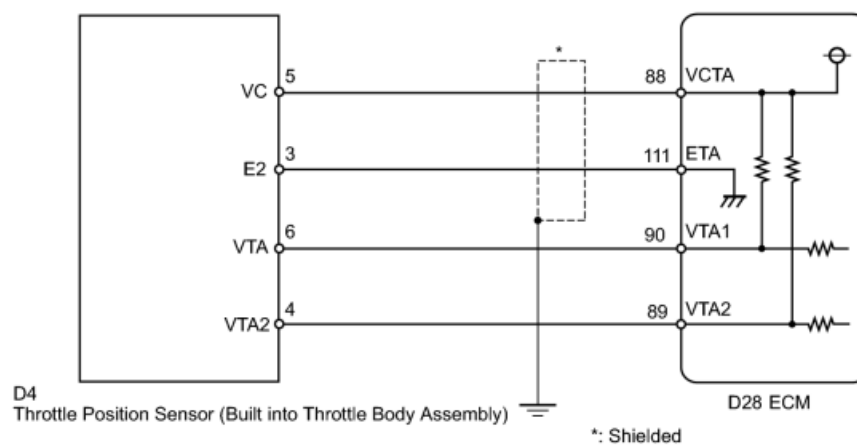 *
VC 5 88 VCTA
E2 3 111 ETA
VTA 6 90 VTA1
VTA2 4 89 VTA2
D4
Throttle Position Sensor (Built into Throttle Body Assembly)
D28 ECM
*: Shielded